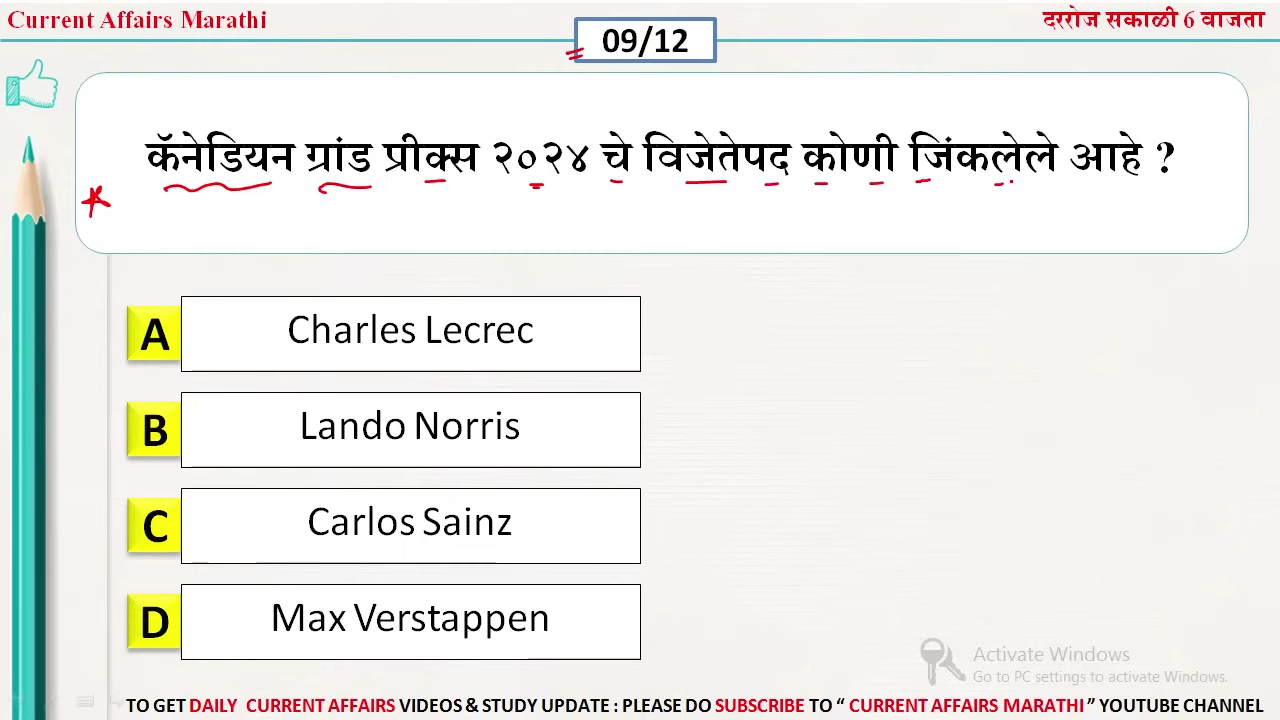 Current Affairs Marathi
दररोज सकाळी 6 वाजता
09/12
कॅनेडियन ग्रांड प्रीक्स २०२४ चे विजेतेपद कोणी जिंकलेले आहे ?
A Charles Lecrec
B Lando Norris
C Carlos Sainz
D Max Verstappen
Activate Windows
Go to PC settings to activate Windows.
TO GET DAILY CURRENT AFFAIRS VIDEOS & STUDY UPDATE : PLEASE DO SUBSCRIBE TO “ CURRENT AFFAIRS MARATHI ” YOUTUBE CHANNEL